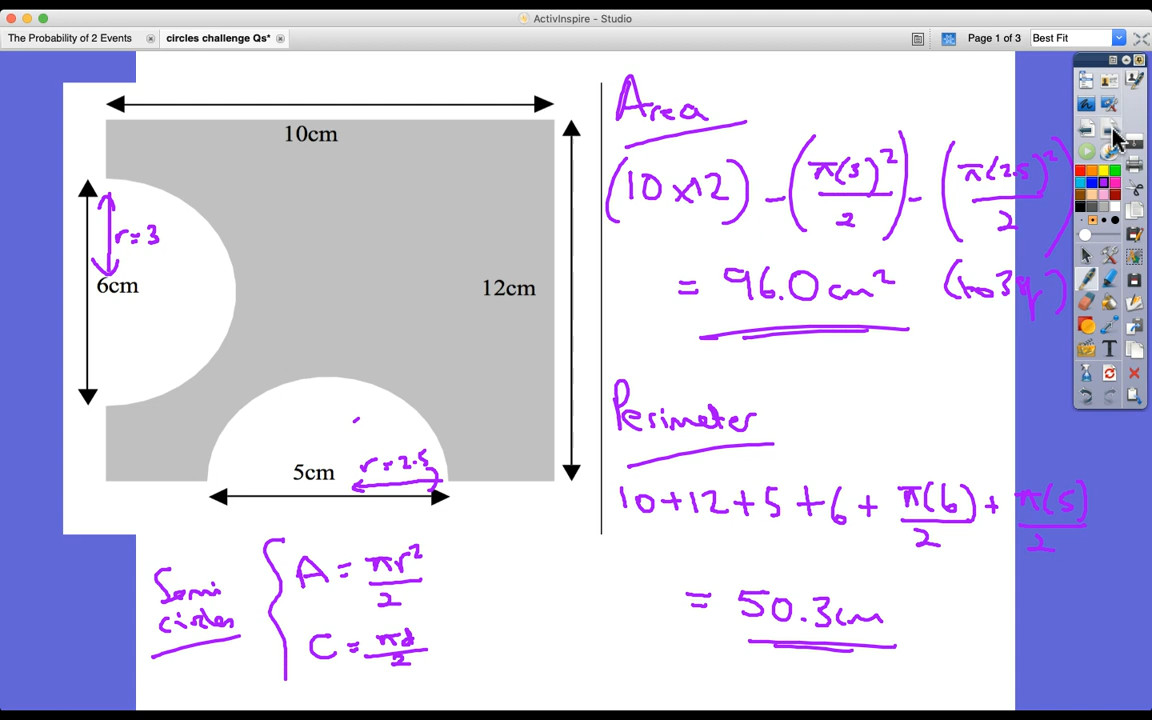 ActivInspire - Studio
The Probability of 2 Events
circles challenge Qs*
Page 1 of 3
Best Fit
10cm
r=3
6cm
12cm
r=2.5
5cm
Semi
circles
A = πr²/2
C = πd/2
Area
(10×12) - (π(3)²/2) - (π(2.5)²/2)
= 96.0cm² (to 3sf)
Perimeter
10+12+5+6+ π(6)/2 + π(5)/2
= 50.3cm